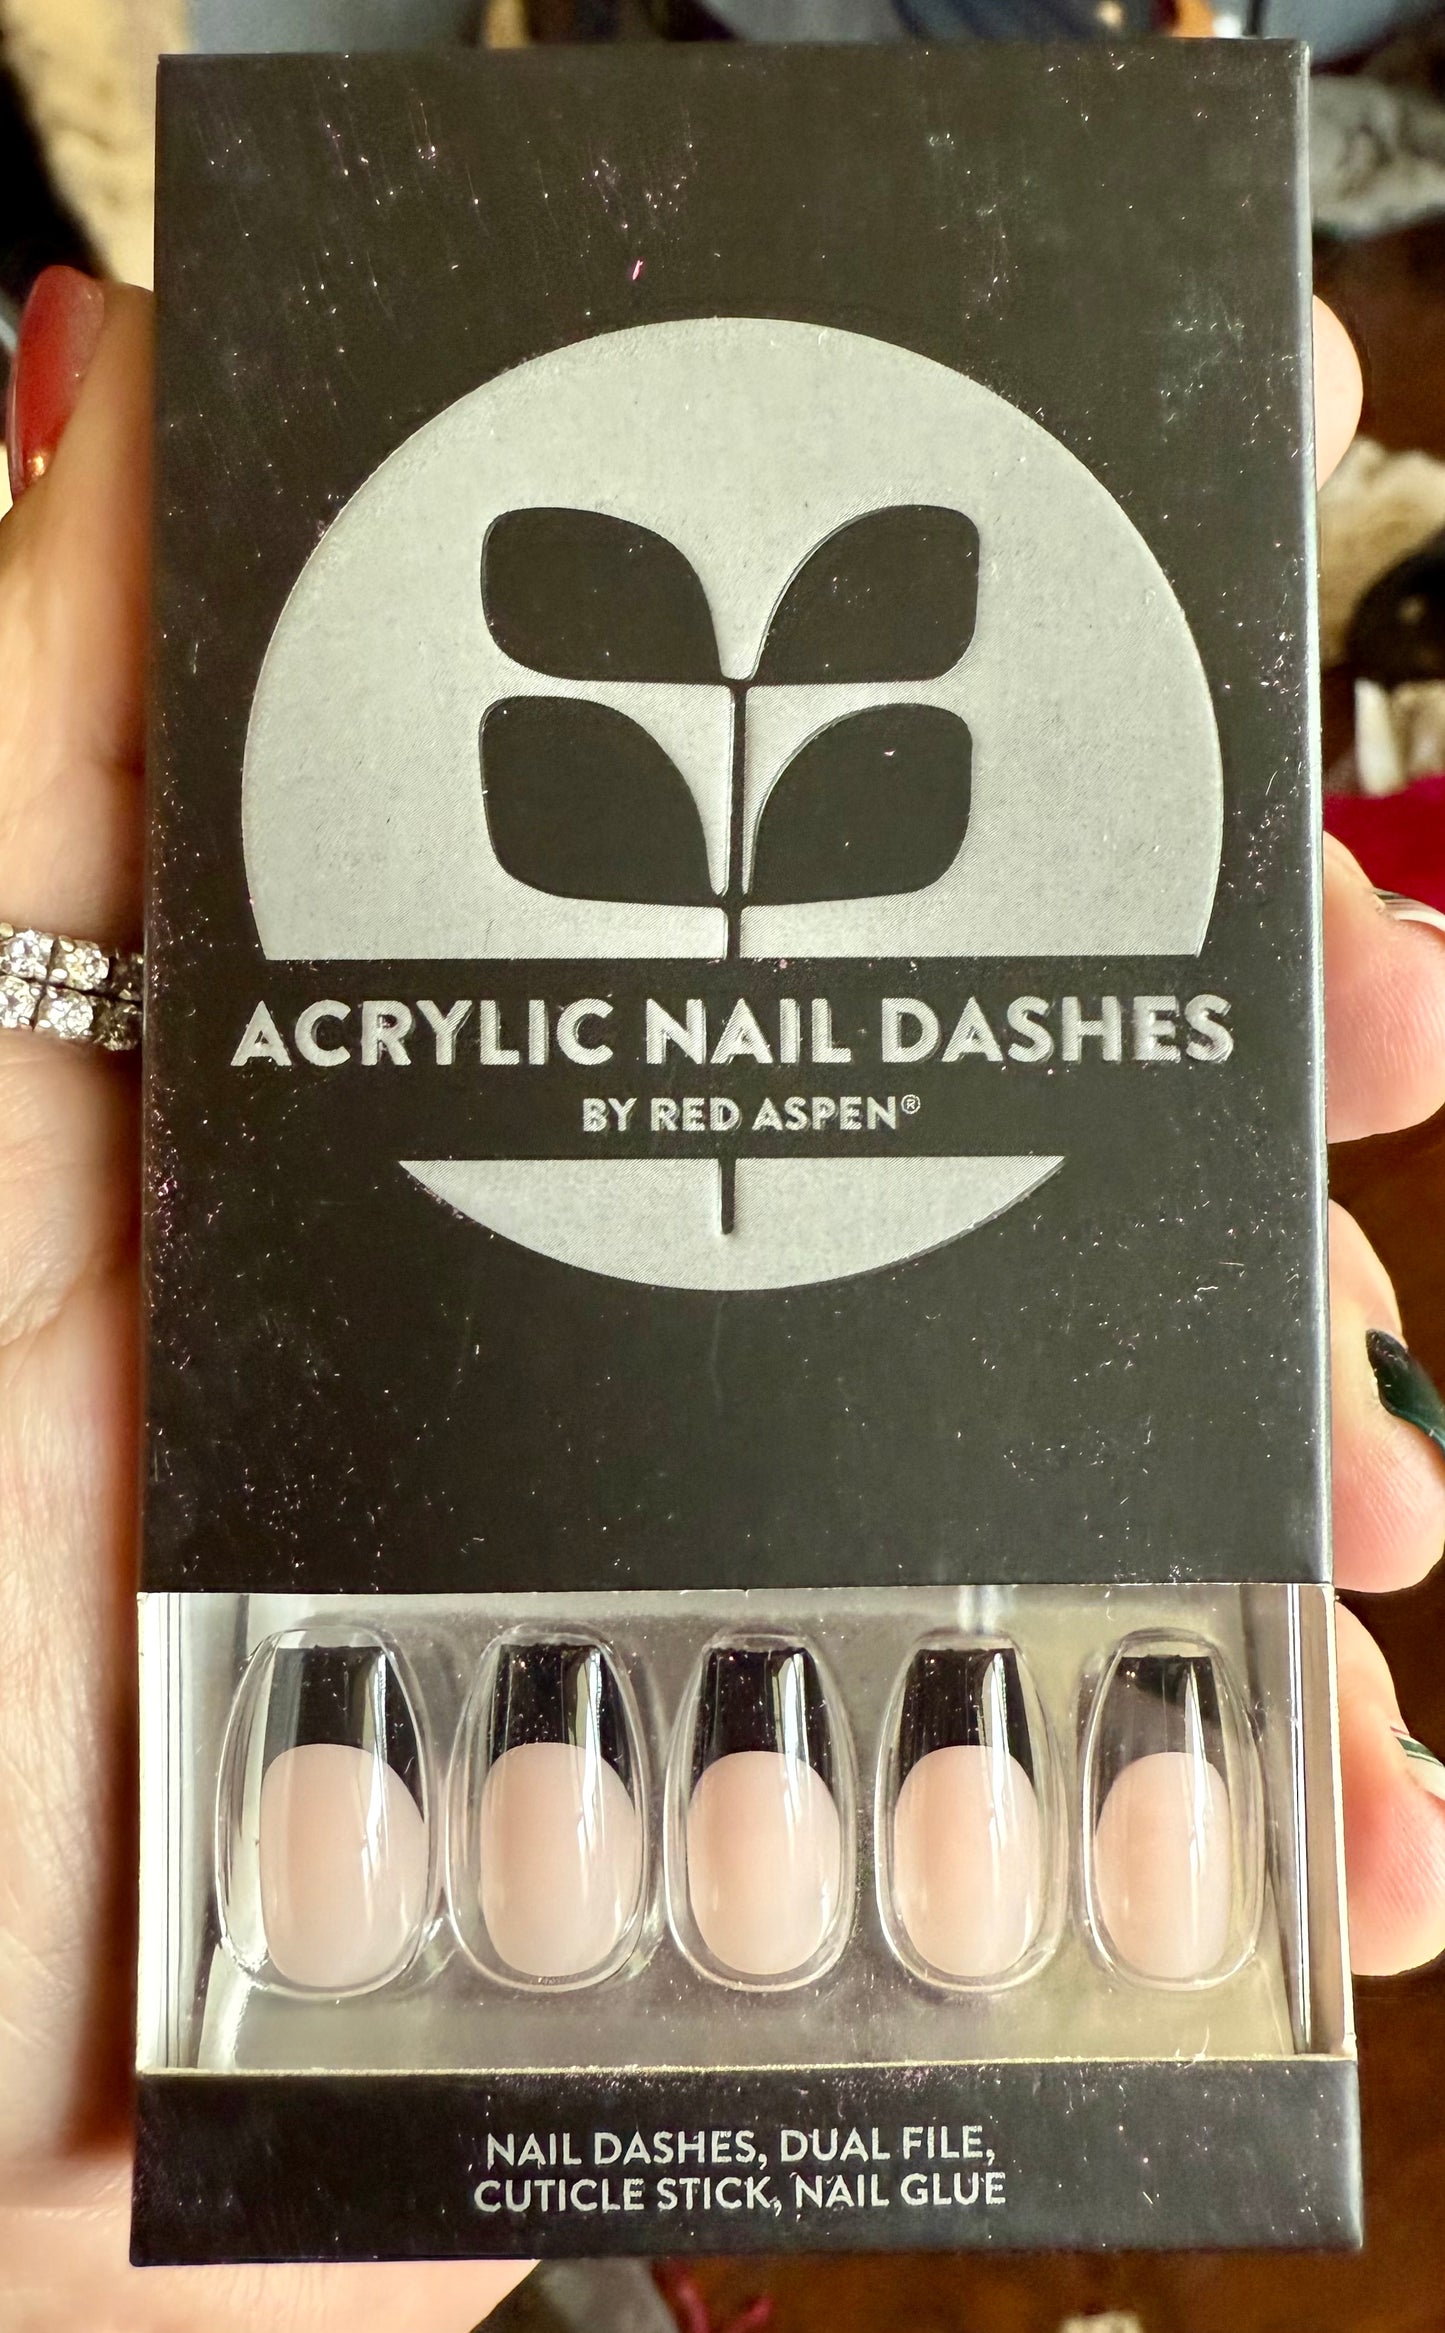 ACRYLIC NAIL DASHES
BY RED ASPEN®
NAIL DASHES, DUAL FILE,
CUTICLE STICK, NAIL GLUE